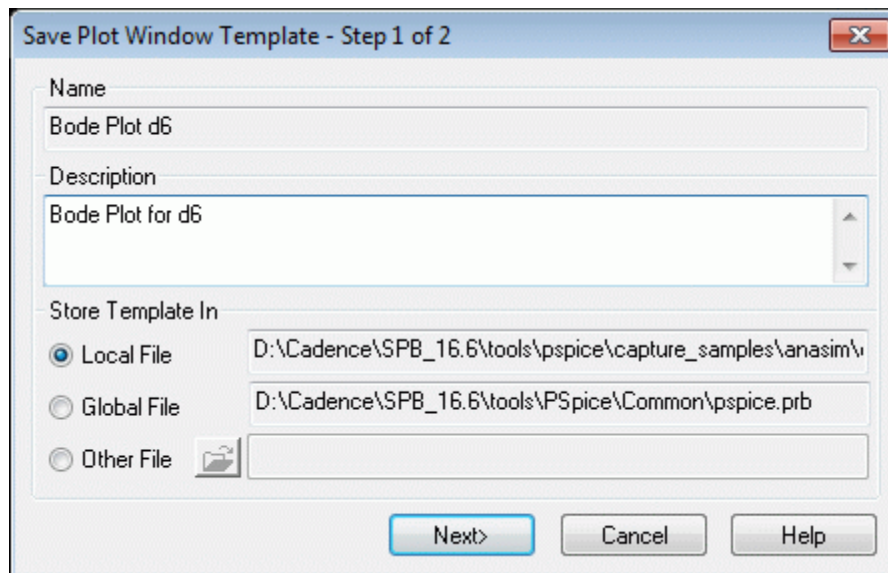 Save Plot Window Template - Step 1 of 2
Name
Bode Plot d6
Description
Bode Plot for d6
Store Template In
Local File D:\Cadence\SPB_16.6\tools\pspice\capture_samples\anasim\
Global File D:\Cadence\SPB_16.6\tools\PSpice\Common\pspice.prb
Other File
Next> Cancel Help